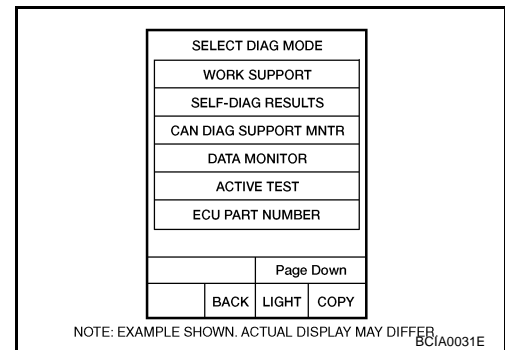 SELECT DIAG MODE
WORK SUPPORT
SELF-DIAG RESULTS
CAN DIAG SUPPORT MNTR
DATA MONITOR
ACTIVE TEST
ECU PART NUMBER
Page Down
BACK LIGHT COPY
NOTE: EXAMPLE SHOWN. ACTUAL DISPLAY MAY DIFFER.
BCIA0031E